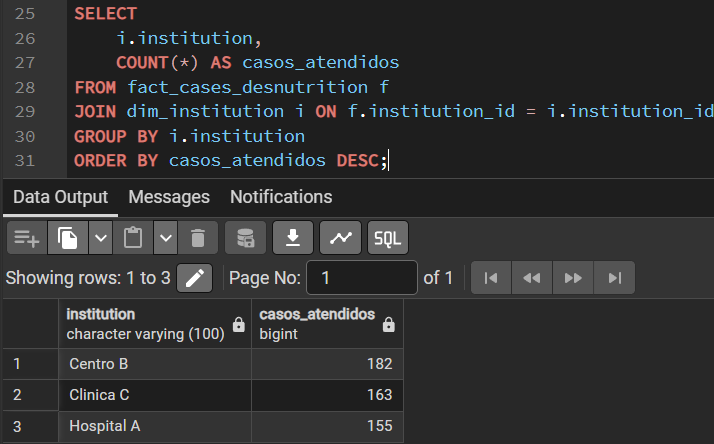 25 SELECT
26 i.institution,
27 COUNT(*) AS casos_atendidos
28 FROM fact_cases_desnutrition f
29 JOIN dim_institution i ON f.institution_id = i.institution_id
30 GROUP BY i.institution
31 ORDER BY casos_atendidos DESC;
Data Output Messages Notifications
SQL
Showing rows: 1 to 3 Page No: 1 of 1
institution casos_atendidos
character varying (100) bigint
1 Centro B 182
2 Clinica C 163
3 Hospital A 155